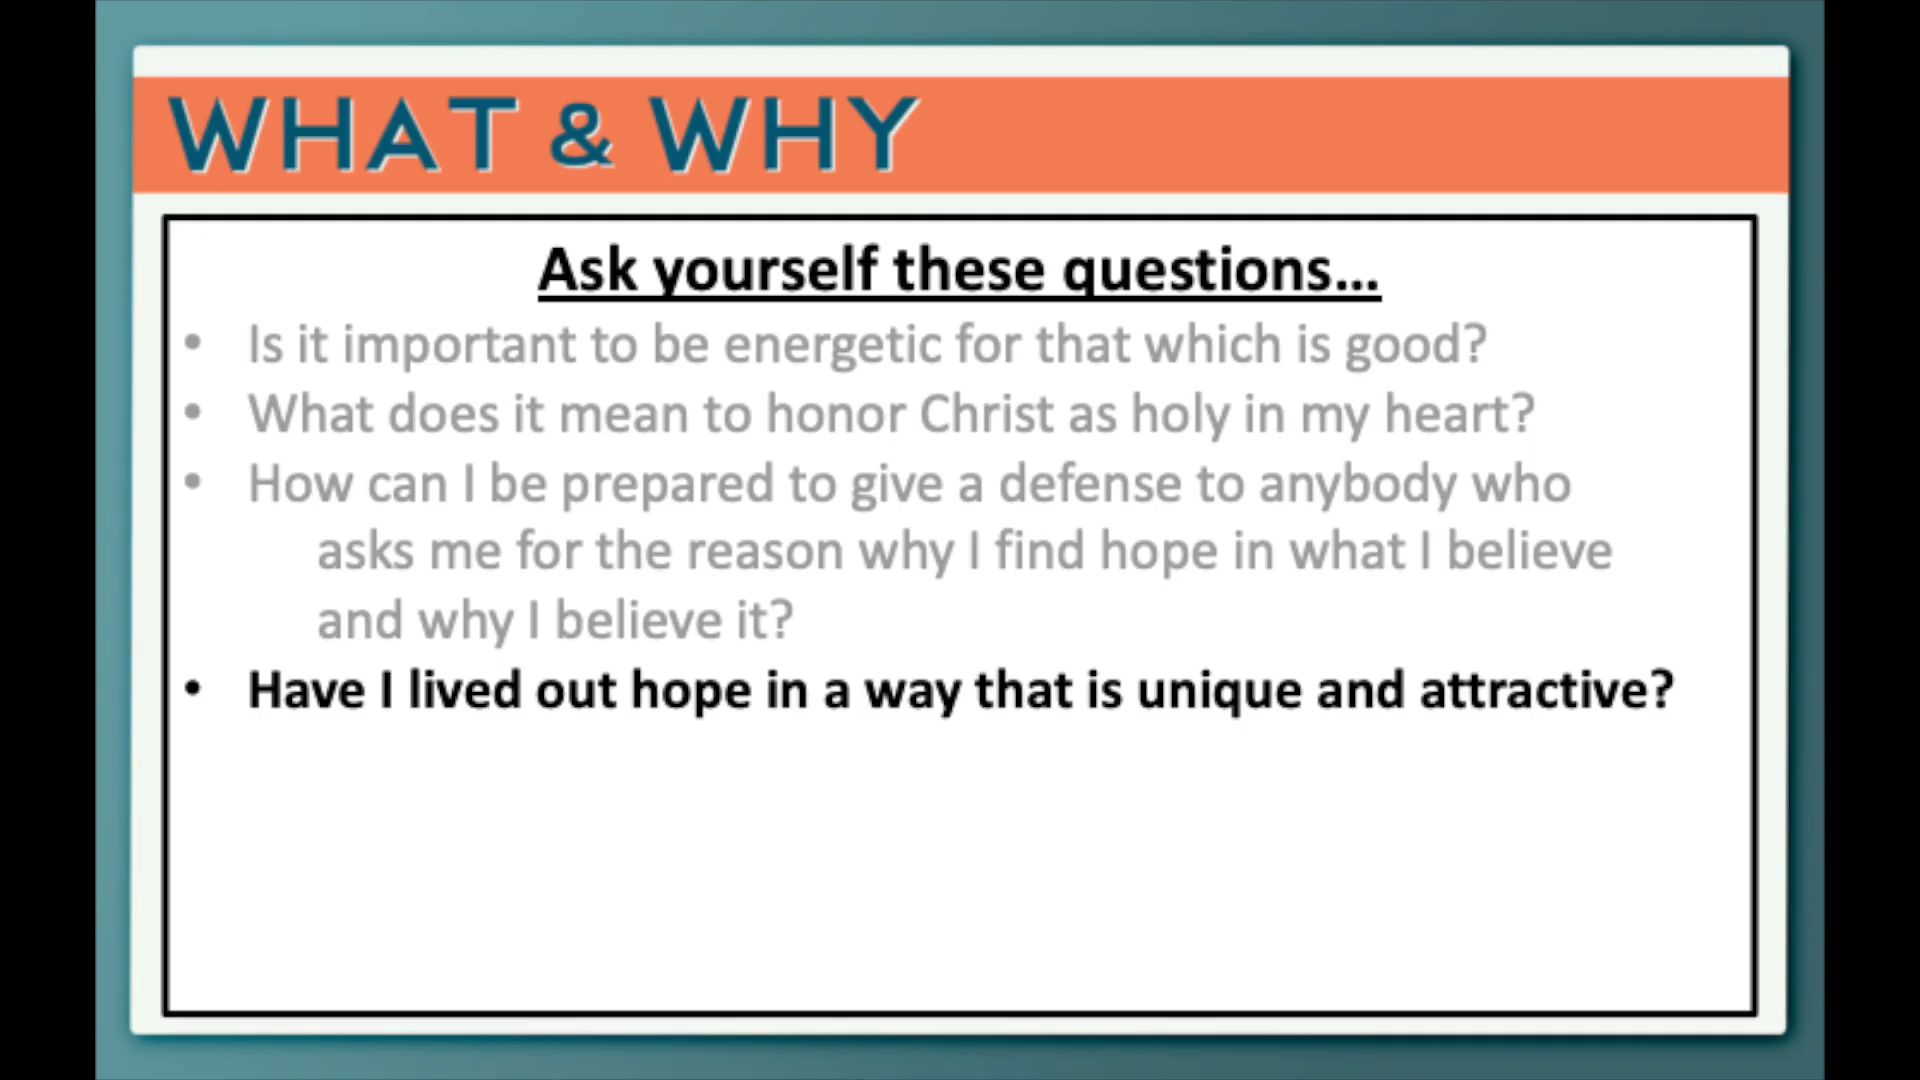 WHAT & WHY
Ask yourself these questions...
• Is it important to be energetic for that which is good?
• What does it mean to honor Christ as holy in my heart?
• How can I be prepared to give a defense to anybody who
asks me for the reason why I find hope in what I believe
and why I believe it?
• Have I lived out hope in a way that is unique and attractive?